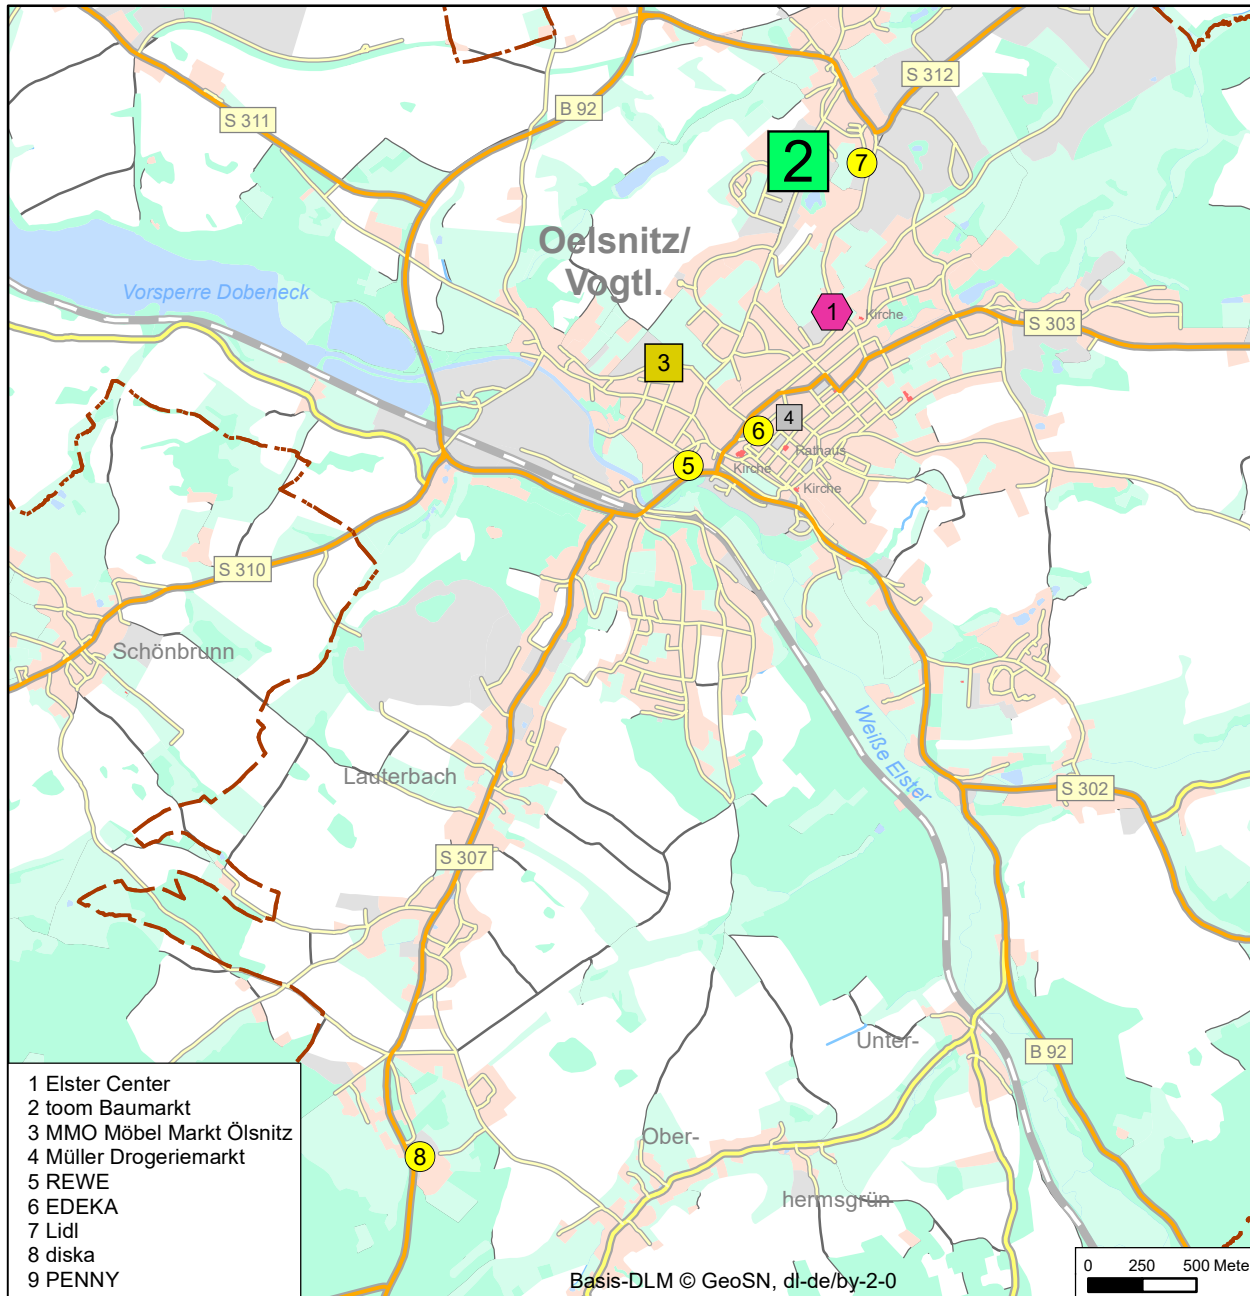 S 312
B 92
S 311
2
7
Oelsnitz/
Vogtl.
Vorsperre Dobeneck
1
Kirche
S 303
3
4
6
Rathaus
5
Kirche
Kirche
S 310
Schönbrunn
Weiße Elster
Lauterbach
S 302
S 307
Unter-
B 92
Ober-
8
hermsgrün
1 Elster Center
2 toom Baumarkt
3 MMO Möbel Markt Ölsnitz
4 Müller Drogeriemarkt
5 REWE
6 EDEKA
7 Lidl
8 diska
9 PENNY
Basis-DLM © GeoSN, dl-de/by-2-0
0 250 500 Mete